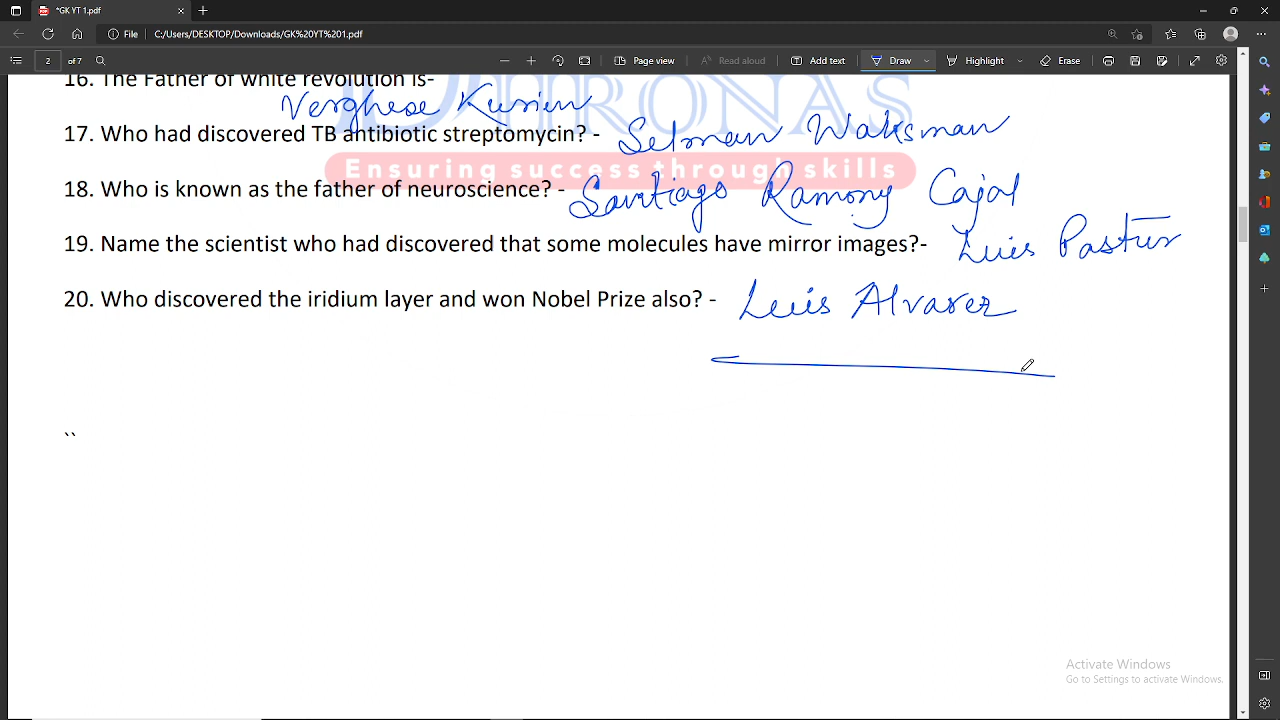 *GK YT 1.pdf
File C:/Users/DESKTOP/Downloads/GK%20YT%201.pdf
2 Page view Read aloud Add text Draw Highlight Erase
16. The Father of white revolution is-
Verghese Kurien
17. Who had discovered TB antibiotic streptomycin? - Selman Waksman
Ensuring success through skills
18. Who is known as the father of neuroscience? - Santiago Ramony Cajal
19. Name the scientist who had discovered that some molecules have mirror images?- Luis Pastur
20. Who discovered the iridium layer and won Nobel Prize also? - Luis Alvarez
``
Activate Windows
Go to Settings to activate Windows.